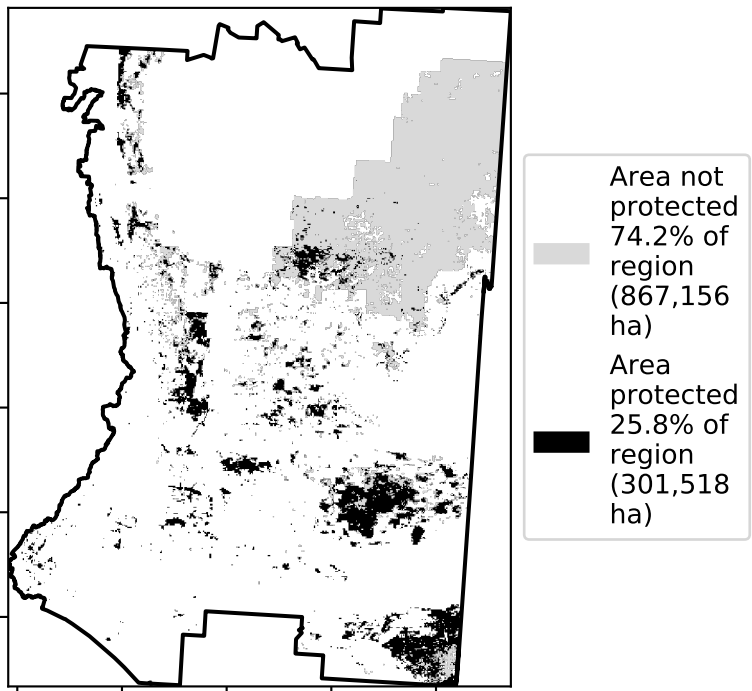 Area not
protected
74.2% of
region
(867,156
ha)
Area
protected
25.8% of
region
(301,518
ha)